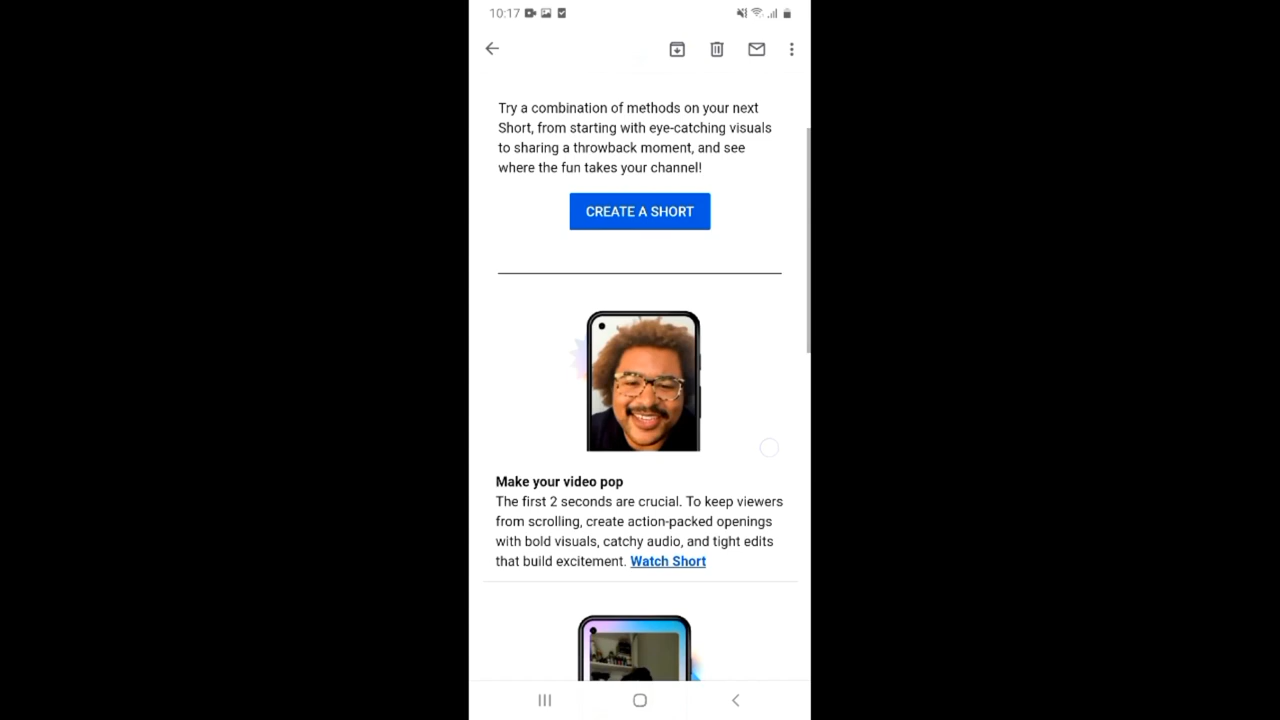 10:17
Try a combination of methods on your next
Short, from starting with eye-catching visuals
to sharing a throwback moment, and see
where the fun takes your channel!
CREATE A SHORT
Make your video pop
The first 2 seconds are crucial. To keep viewers
from scrolling, create action-packed openings
with bold visuals, catchy audio, and tight edits
that build excitement. Watch Short